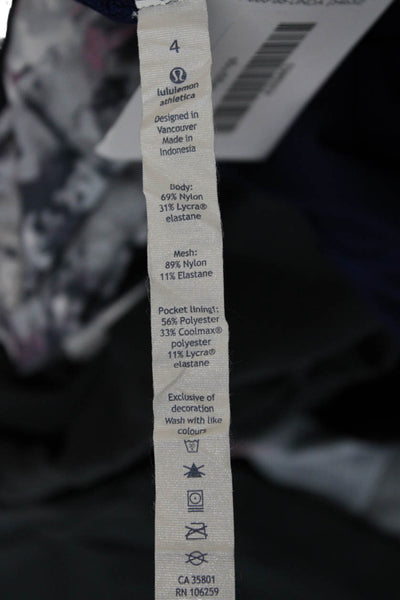 4
lululemon
athletica
Designed in
Vancouver
Made in
Indonesia
Body:
69% Nylon
31% Lycra®
elastane
Mesh:
89% Nylon
11% Elastane
Pocket lining1:
56% Polyester
33% Coolmax®
polyester
11% Lycra®
elastane
Exclusive of
decoration
Wash with like
colours
CA 35801
RN 106259